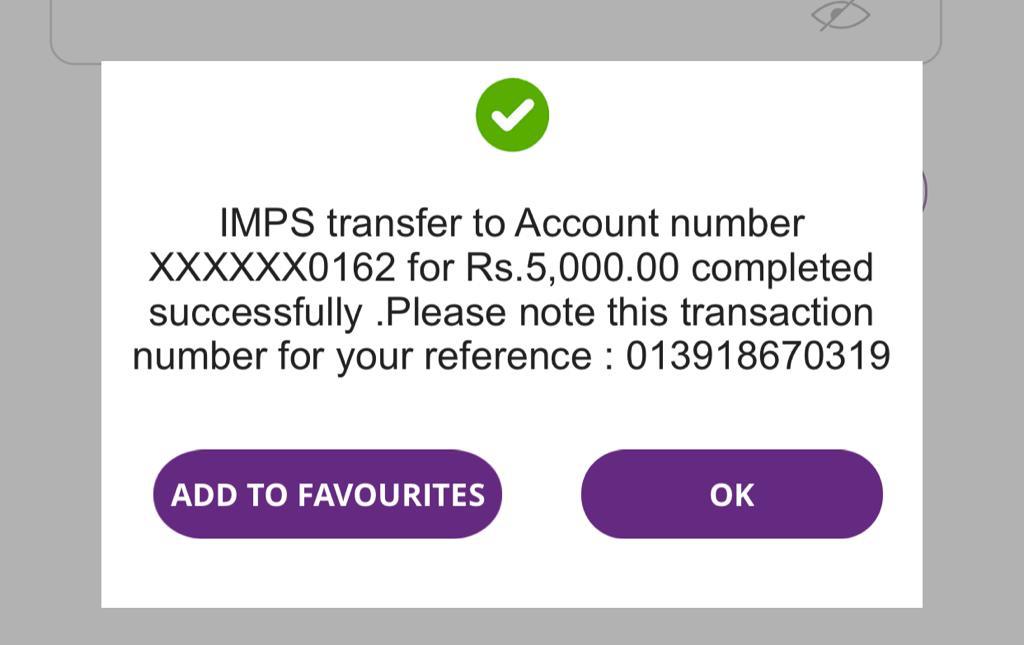 IMPS transfer to Account number
XXXXXX0162 for Rs.5,000.00 completed
successfully .Please note this transaction
number for your reference : 013918670319
ADD TO FAVOURITES
OK